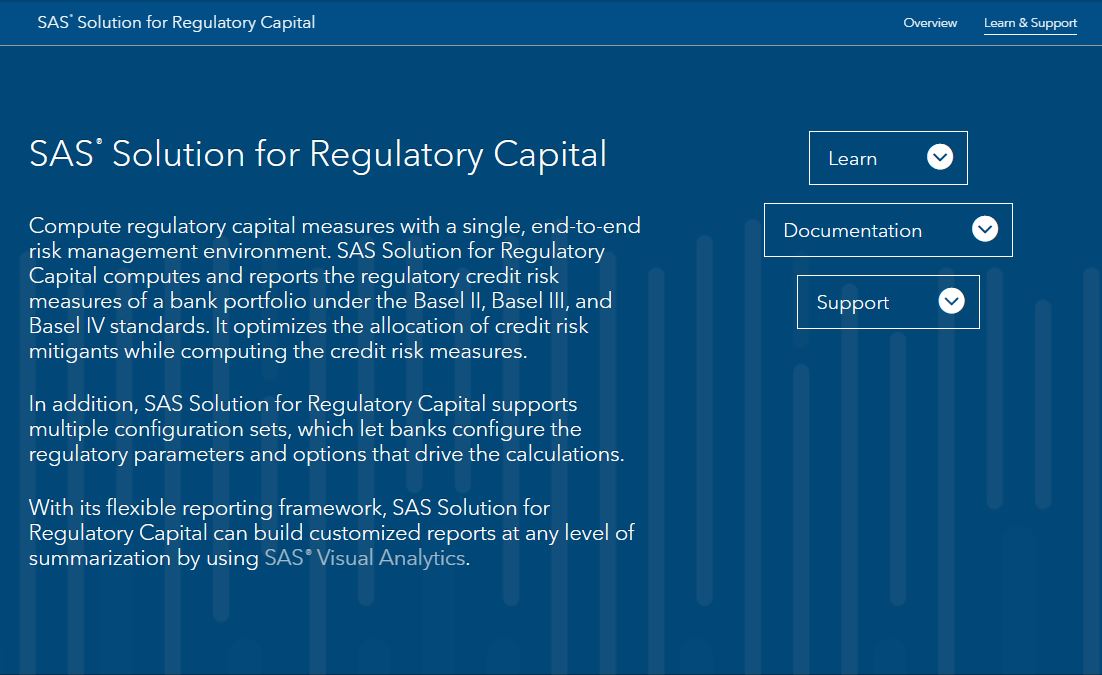 SAS® Solution for Regulatory Capital
Overview
Learn & Support
SAS® Solution for Regulatory Capital
Compute regulatory capital measures with a single, end-to-end
risk management environment. SAS Solution for Regulatory
Capital computes and reports the regulatory credit risk
measures of a bank portfolio under the Basel II, Basel III, and
Basel IV standards. It optimizes the allocation of credit risk
mitigants while computing the credit risk measures.
In addition, SAS Solution for Regulatory Capital supports
multiple configuration sets, which let banks configure the
regulatory parameters and options that drive the calculations.
With its flexible reporting framework, SAS Solution for
Regulatory Capital can build customized reports at any level of
summarization by using SAS® Visual Analytics.
Learn
Documentation
Support